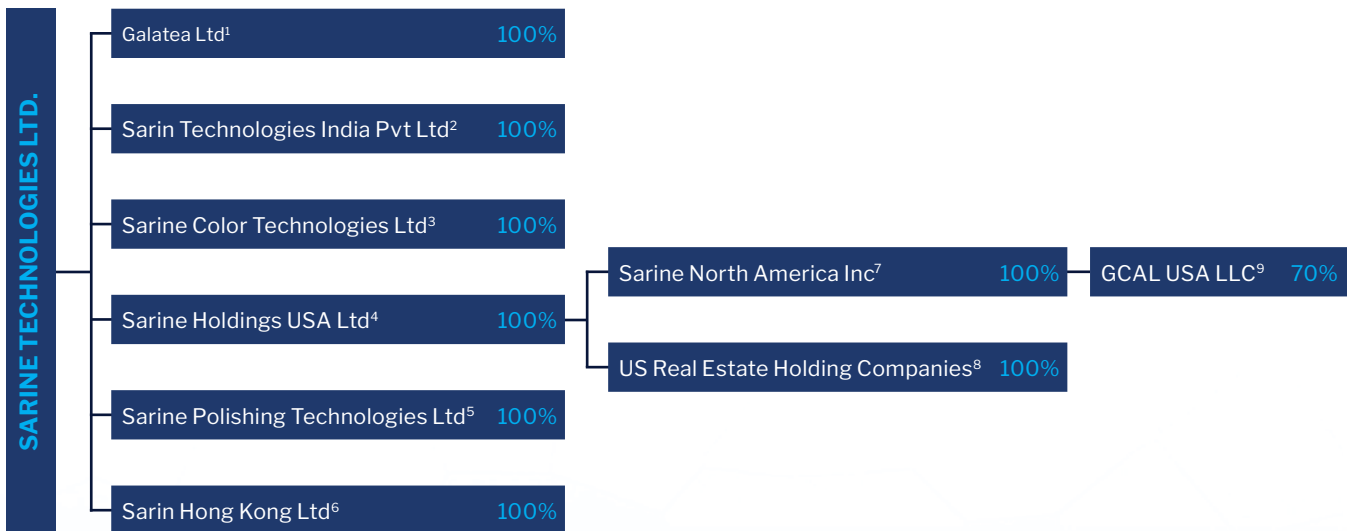 SARINE TECHNOLOGIES LTD.
Galatea Ltd¹ 100%
Sarin Technologies India Pvt Ltd² 100%
Sarine Color Technologies Ltd³ 100%
Sarine Holdings USA Ltd⁴ 100%
Sarine Polishing Technologies Ltd⁵ 100%
Sarin Hong Kong Ltd⁶ 100%
Sarine North America Inc⁷ 100%
US Real Estate Holding Companies⁸ 100%
GCAL USA LLC⁹ 70%